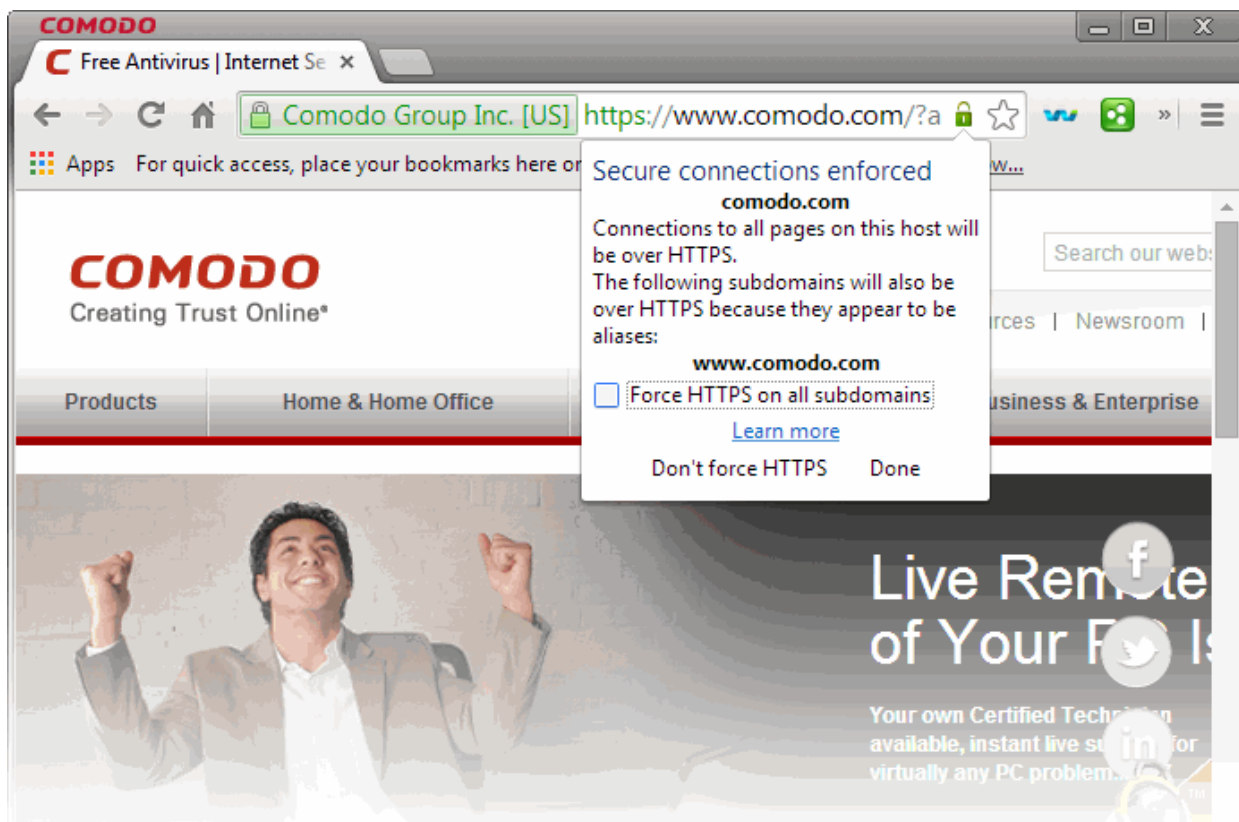 COMODO
Free Antivirus | Internet Se
Comodo Group Inc. [US] https://www.comodo.com/?a
Apps For quick access, place your bookmarks here or
w...
Secure connections enforced
comodo.com
Connections to all pages on this host will
be over HTTPS.
The following subdomains will also be
over HTTPS because they appear to be
aliases:
www.comodo.com
Force HTTPS on all subdomains
Learn more
Don't force HTTPS Done
COMODO
Creating Trust Online®
Search our web
urces | Newsroom |
Products Home & Home Office usiness & Enterprise
Live Remote
of Your
Your own Certified Technician
available, instant live for
virtually any PC problem